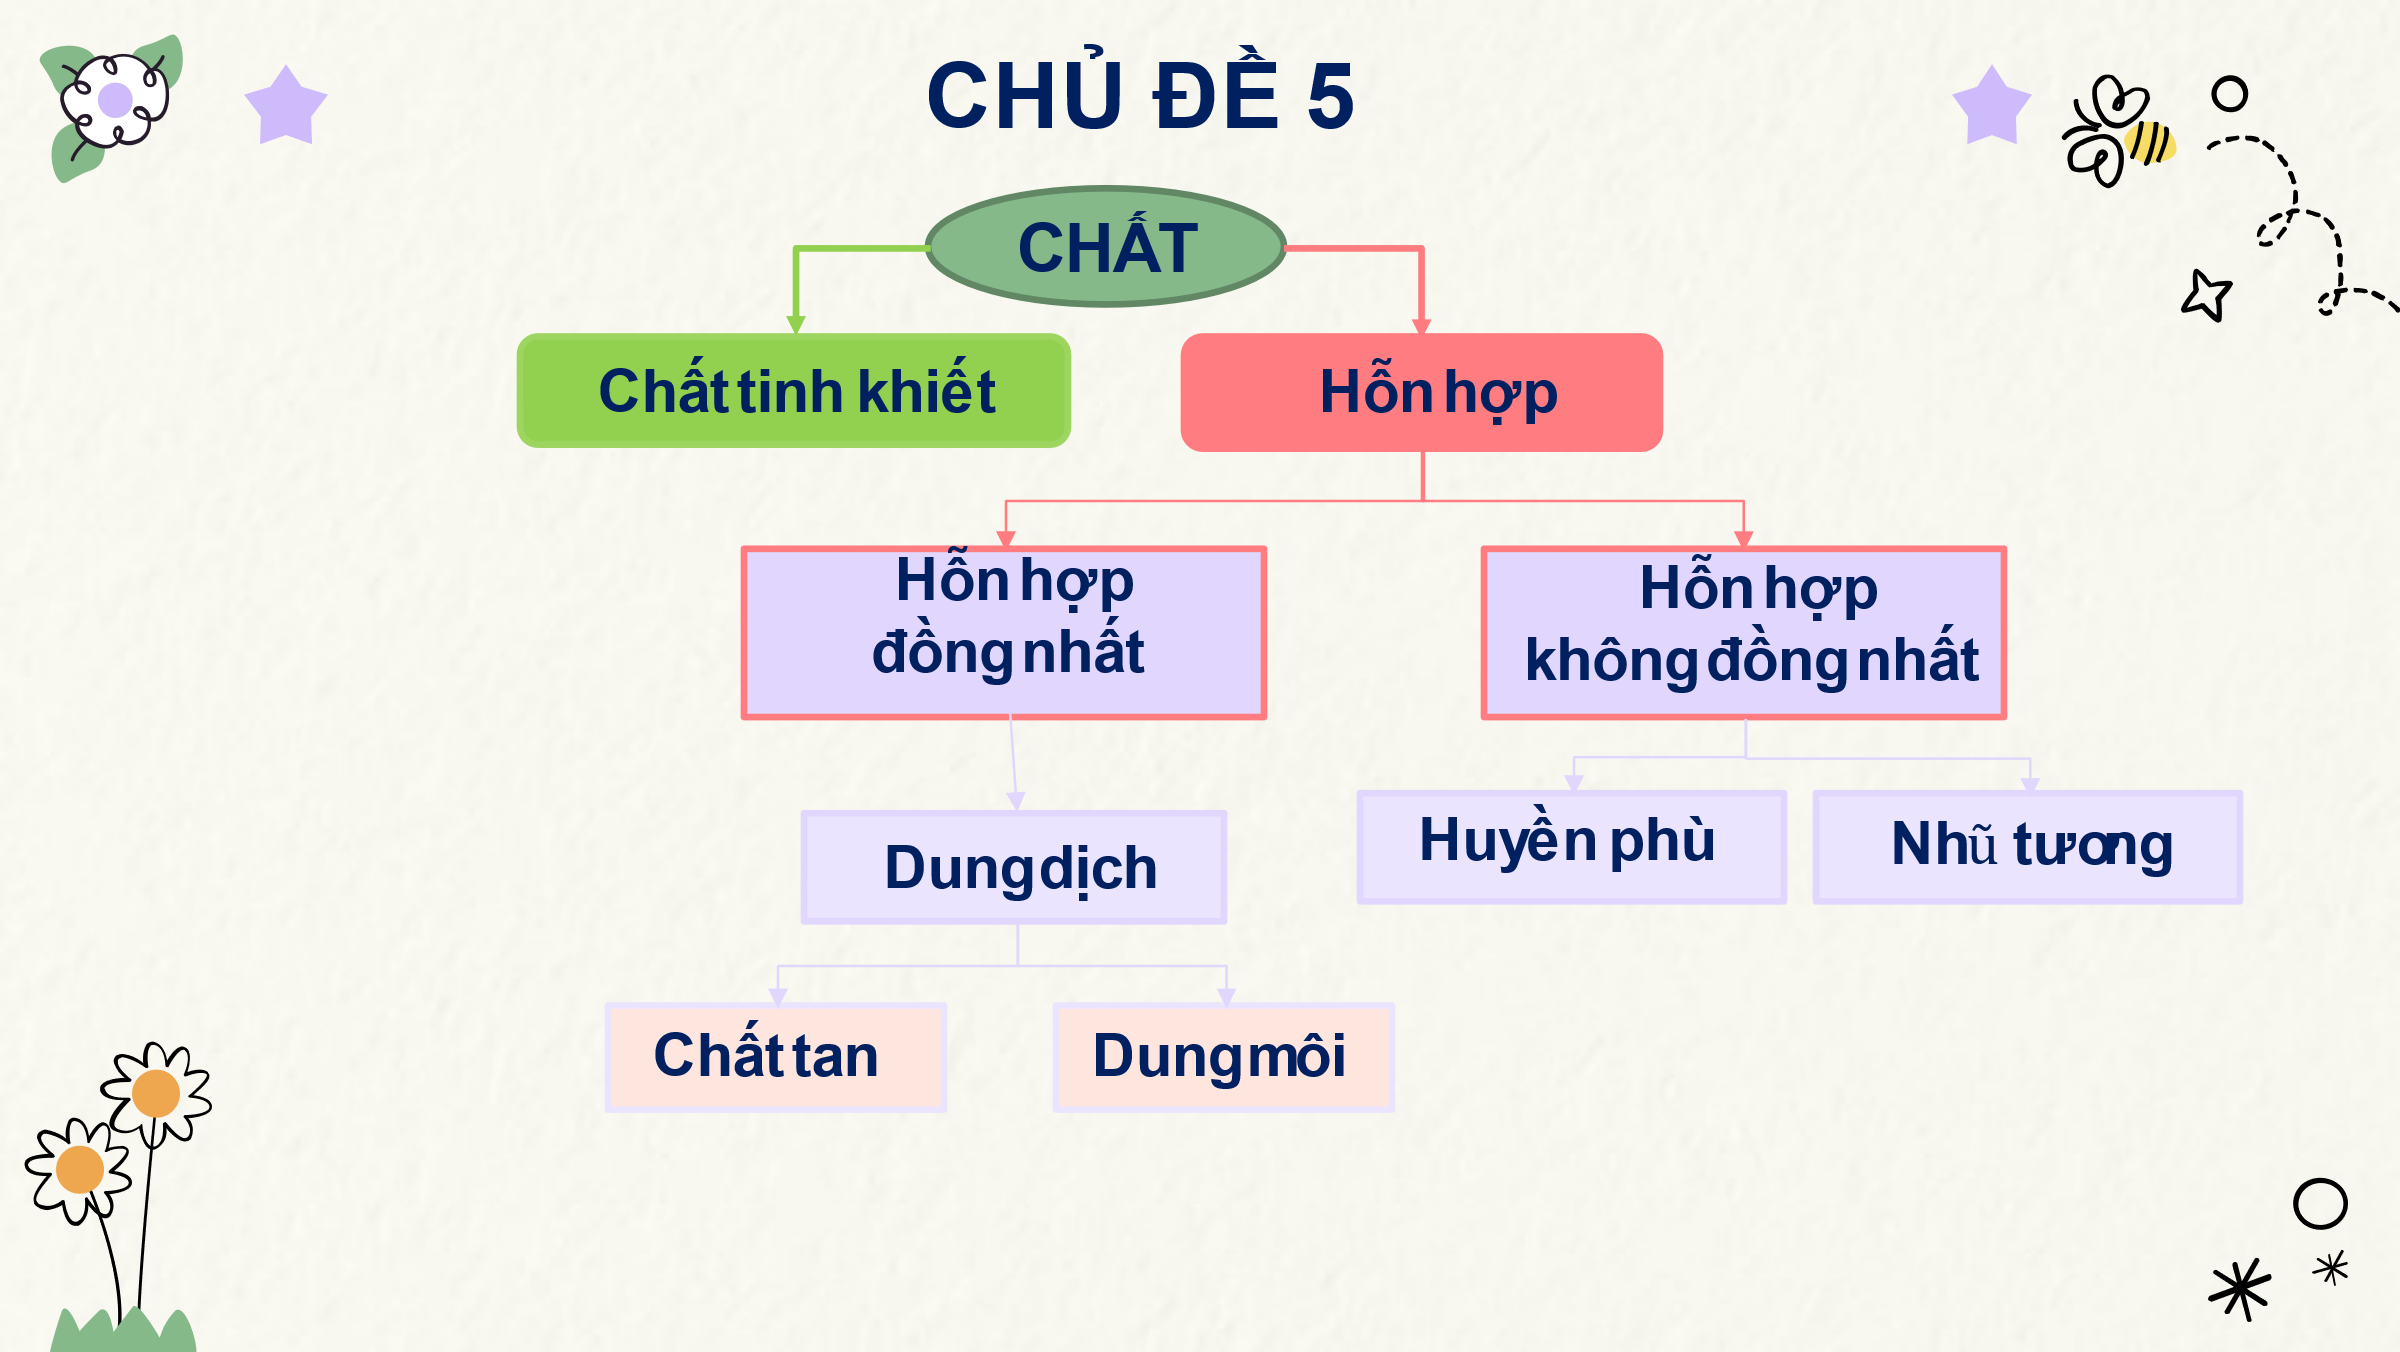 CHỦ ĐỀ 5
CHẤT
Chất tinh khiết
Hỗn hợp
Hỗn hợp
đồng nhất
Hỗn hợp
không đồng nhất
Dung dịch
Huyền phù
Nhũ tương
Chất tan
Dung môi